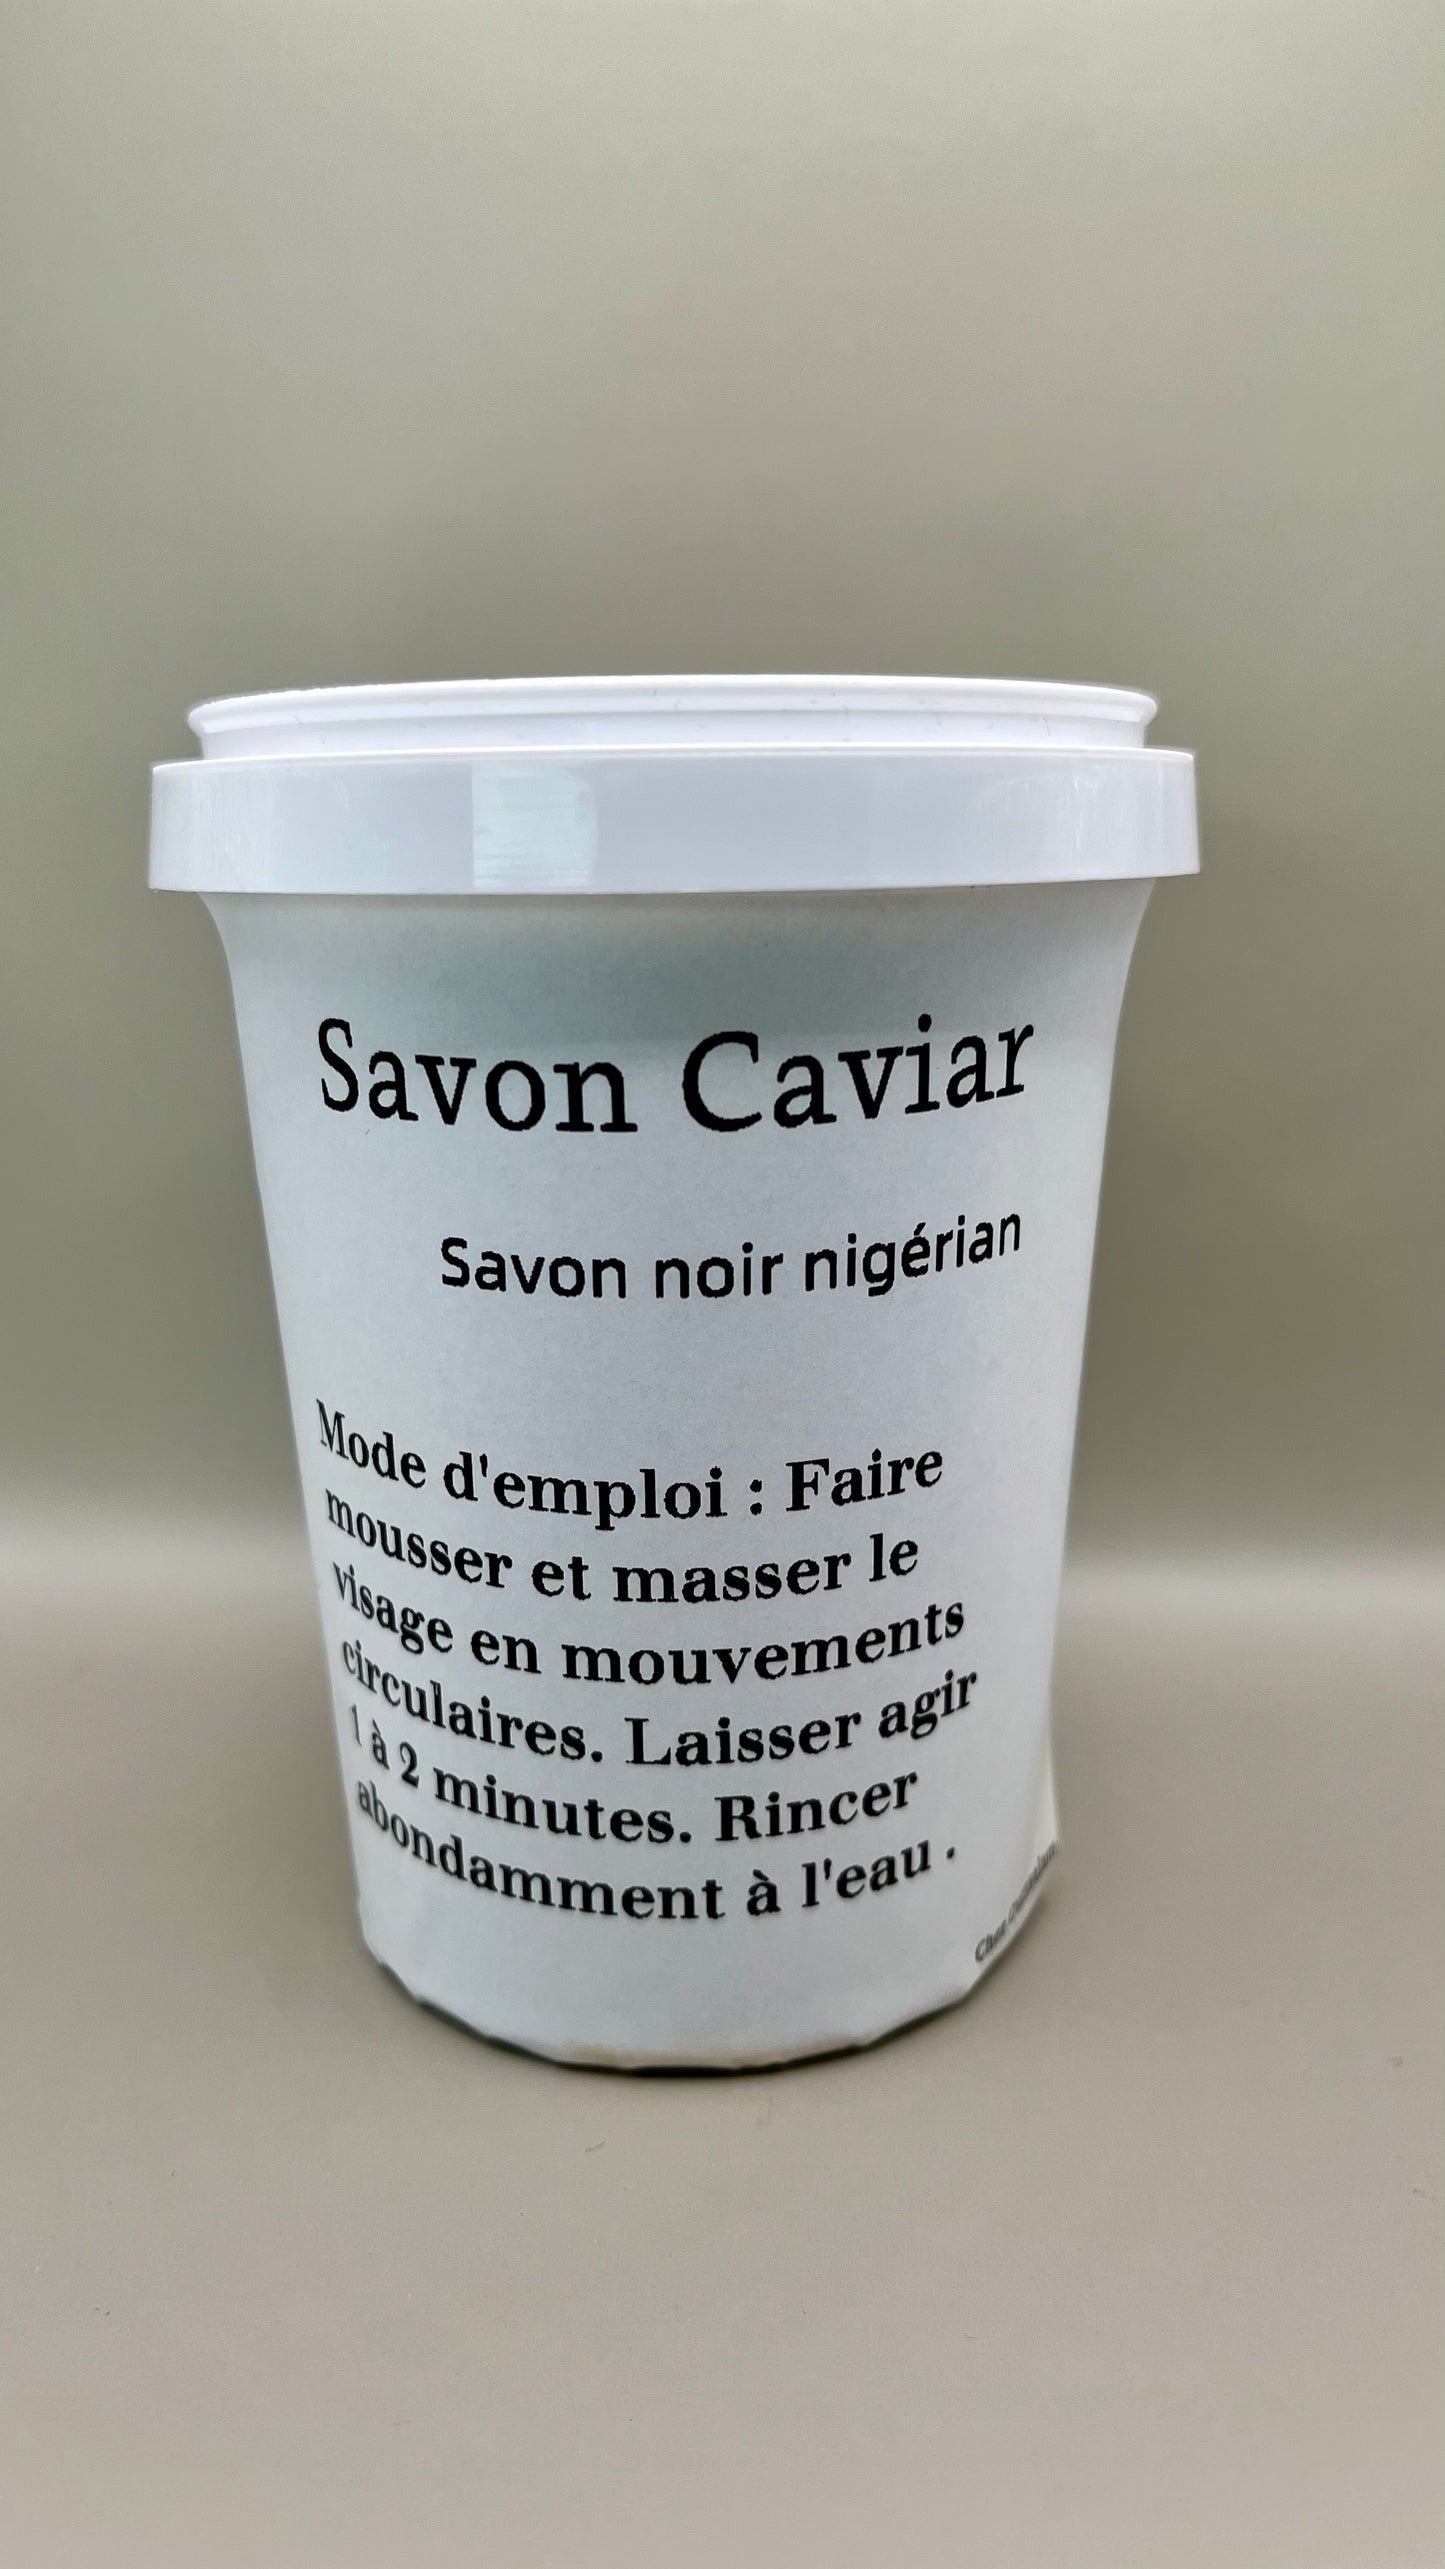 Savon Caviar
Savon noir nigérian
Mode d'emploi : Faire
mousser et masser le
visage en mouvements
circulaires. Laisser agir
1 à 2 minutes. Rincer
abondamment à l'eau .
Chez